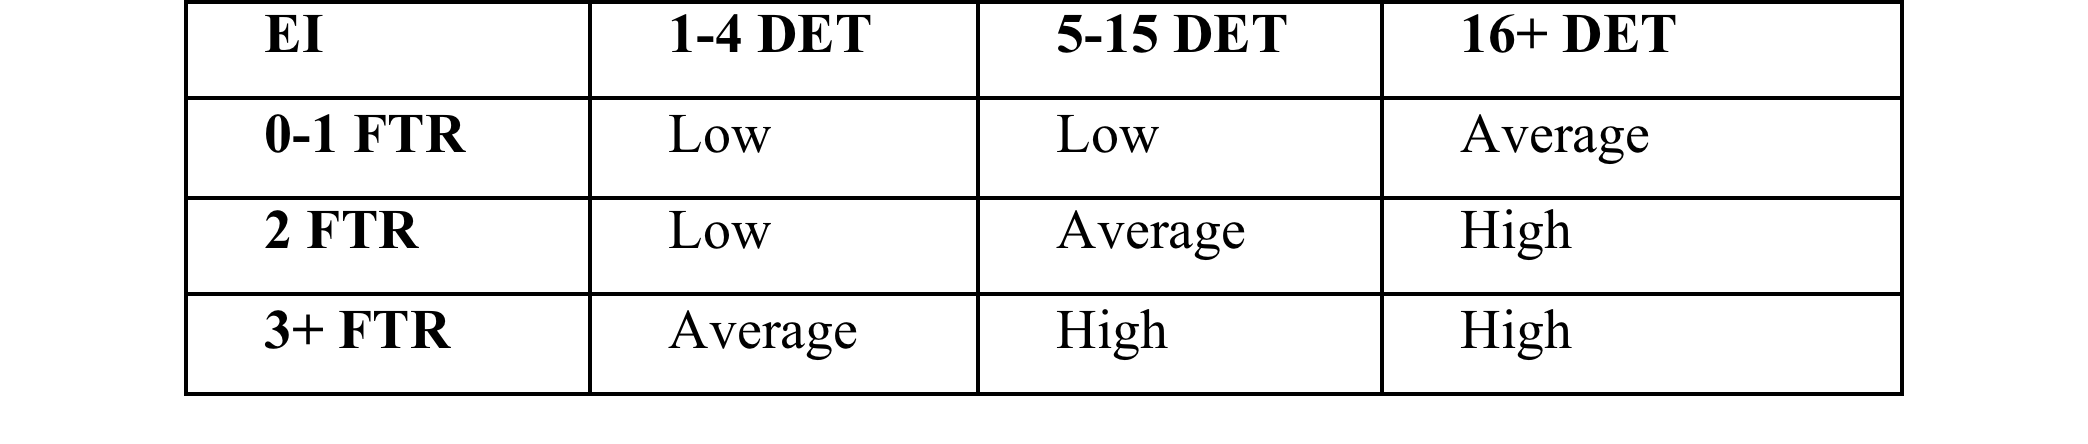 EI 1-4 DET 5-15 DET 16+ DET
0-1 FTR Low Low Average
2 FTR Low Average High
3+ FTR Average High High